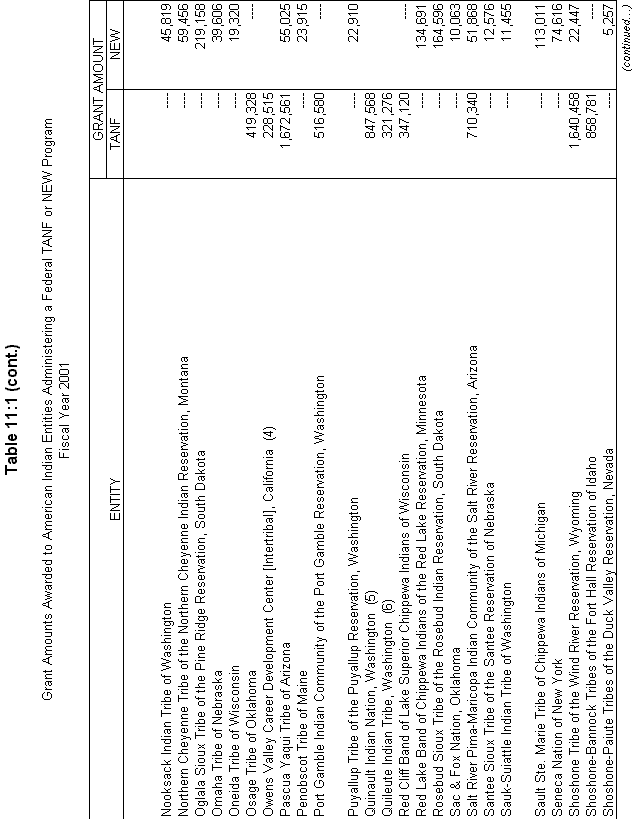 Table 11:1 (cont.)
Grant Amounts Awarded to American Indian Entities Administering a Federal TANF or NEW Program
Fiscal Year 2001
GRANT AMOUNT
ENTITY TANF NEW
Nooksack Indian Tribe of Washington ---- 45,819
Northern Cheyenne Tribe of the Northern Cheyenne Indian Reservation, Montana ---- 59,456
Oglala Sioux Tribe of the Pine Ridge Reservation, South Dakota ---- 219,158
Omaha Tribe of Nebraska ---- 39,606
Oneida Tribe of Wisconsin ---- 19,320
Osage Tribe of Oklahoma 419,328 ----
Owens Valley Career Development Center [Intertribal], California (4) 228,515 ----
Pascua Yaqui Tribe of Arizona 1,672,561 55,025
Penobscot Tribe of Maine ---- 23,915
Port Gamble Indian Community of the Port Gamble Reservation, Washington 516,580 ----
Puyallup Tribe of the Puyallup Reservation, Washington ---- 22,910
Quinault Indian Nation, Washington (5) 847,568 ----
Quileute Indian Tribe, Washington (6) 321,276 ----
Red Cliff Band of Lake Superior Chippewa Indians of Wisconsin 347,120 ----
Red Lake Band of Chippewa Indians of the Red Lake Reservation, Minnesota ---- 134,691
Rosebud Sioux Tribe of the Rosebud Indian Reservation, South Dakota ---- 164,596
Sac & Fox Nation, Oklahoma ---- 10,063
Salt River Pima-Maricopa Indian Community of the Salt River Reservation, Arizona 710,340 51,868
Santee Sioux Tribe of the Santee Reservation of Nebraska ---- 12,576
Sauk-Suiattle Indian Tribe of Washington ---- 11,455
Sault Ste. Marie Tribe of Chippewa Indians of Michigan ---- 113,011
Seneca Nation of New York ---- 74,616
Shoshone Tribe of the Wind River Reservation, Wyoming 1,640,458 22,447
Shoshone-Bannock Tribes of the Fort Hall Reservation of Idaho 858,781 ----
Shoshone-Paiute Tribes of the Duck Valley Reservation, Nevada ---- 5,257
(continued...)